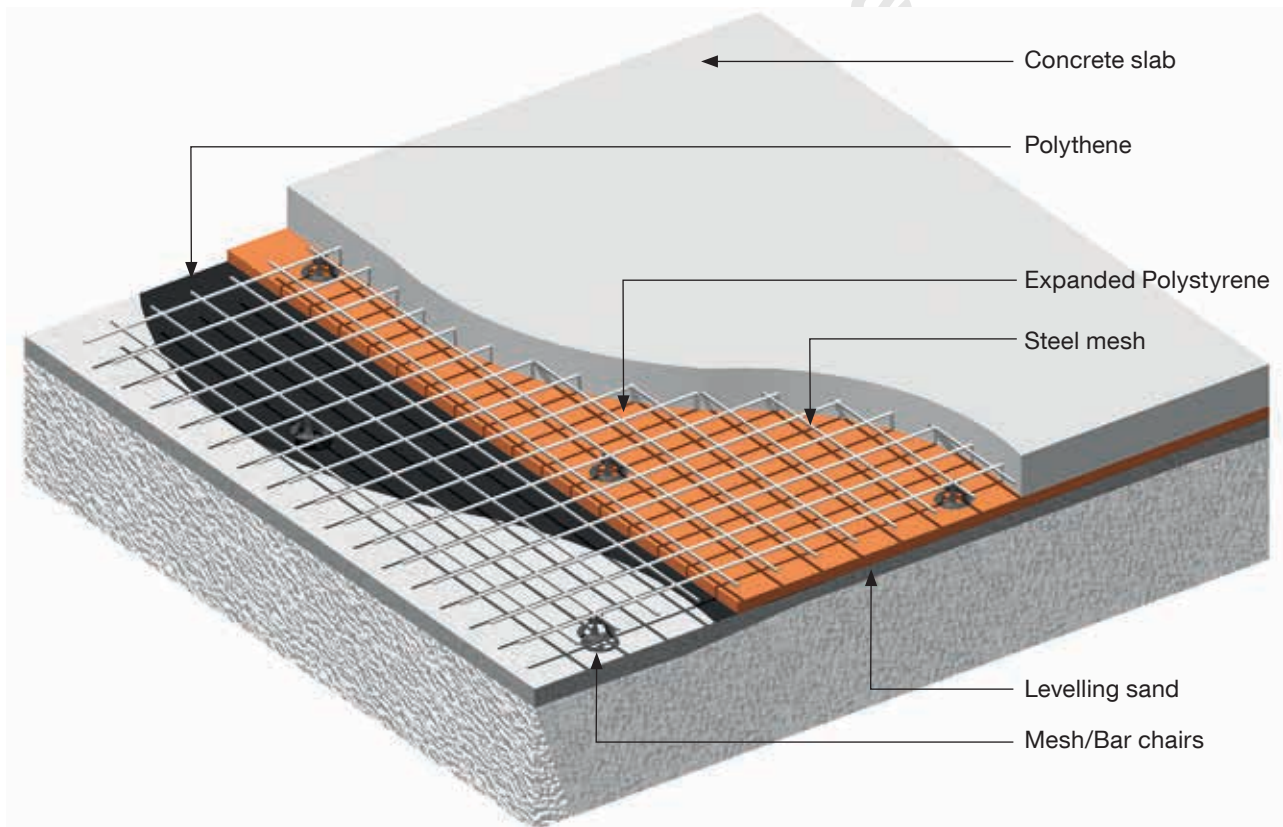 Concrete slab
Polythene
Expanded Polystyrene
Steel mesh
Levelling sand
Mesh/Bar chairs